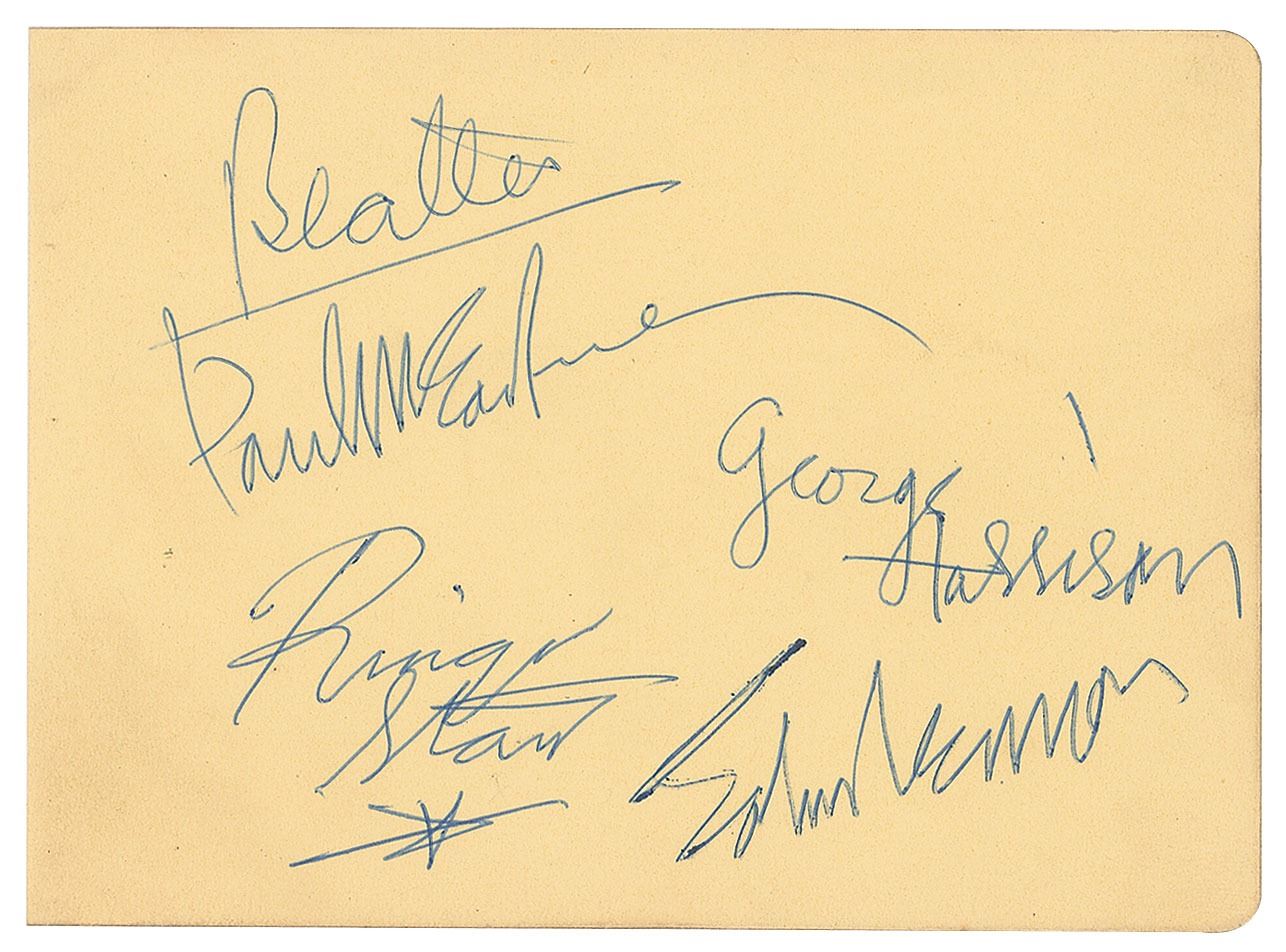 Beatles
Paul McCartney
George
Harrison
Ringo
Starr
John Lennon